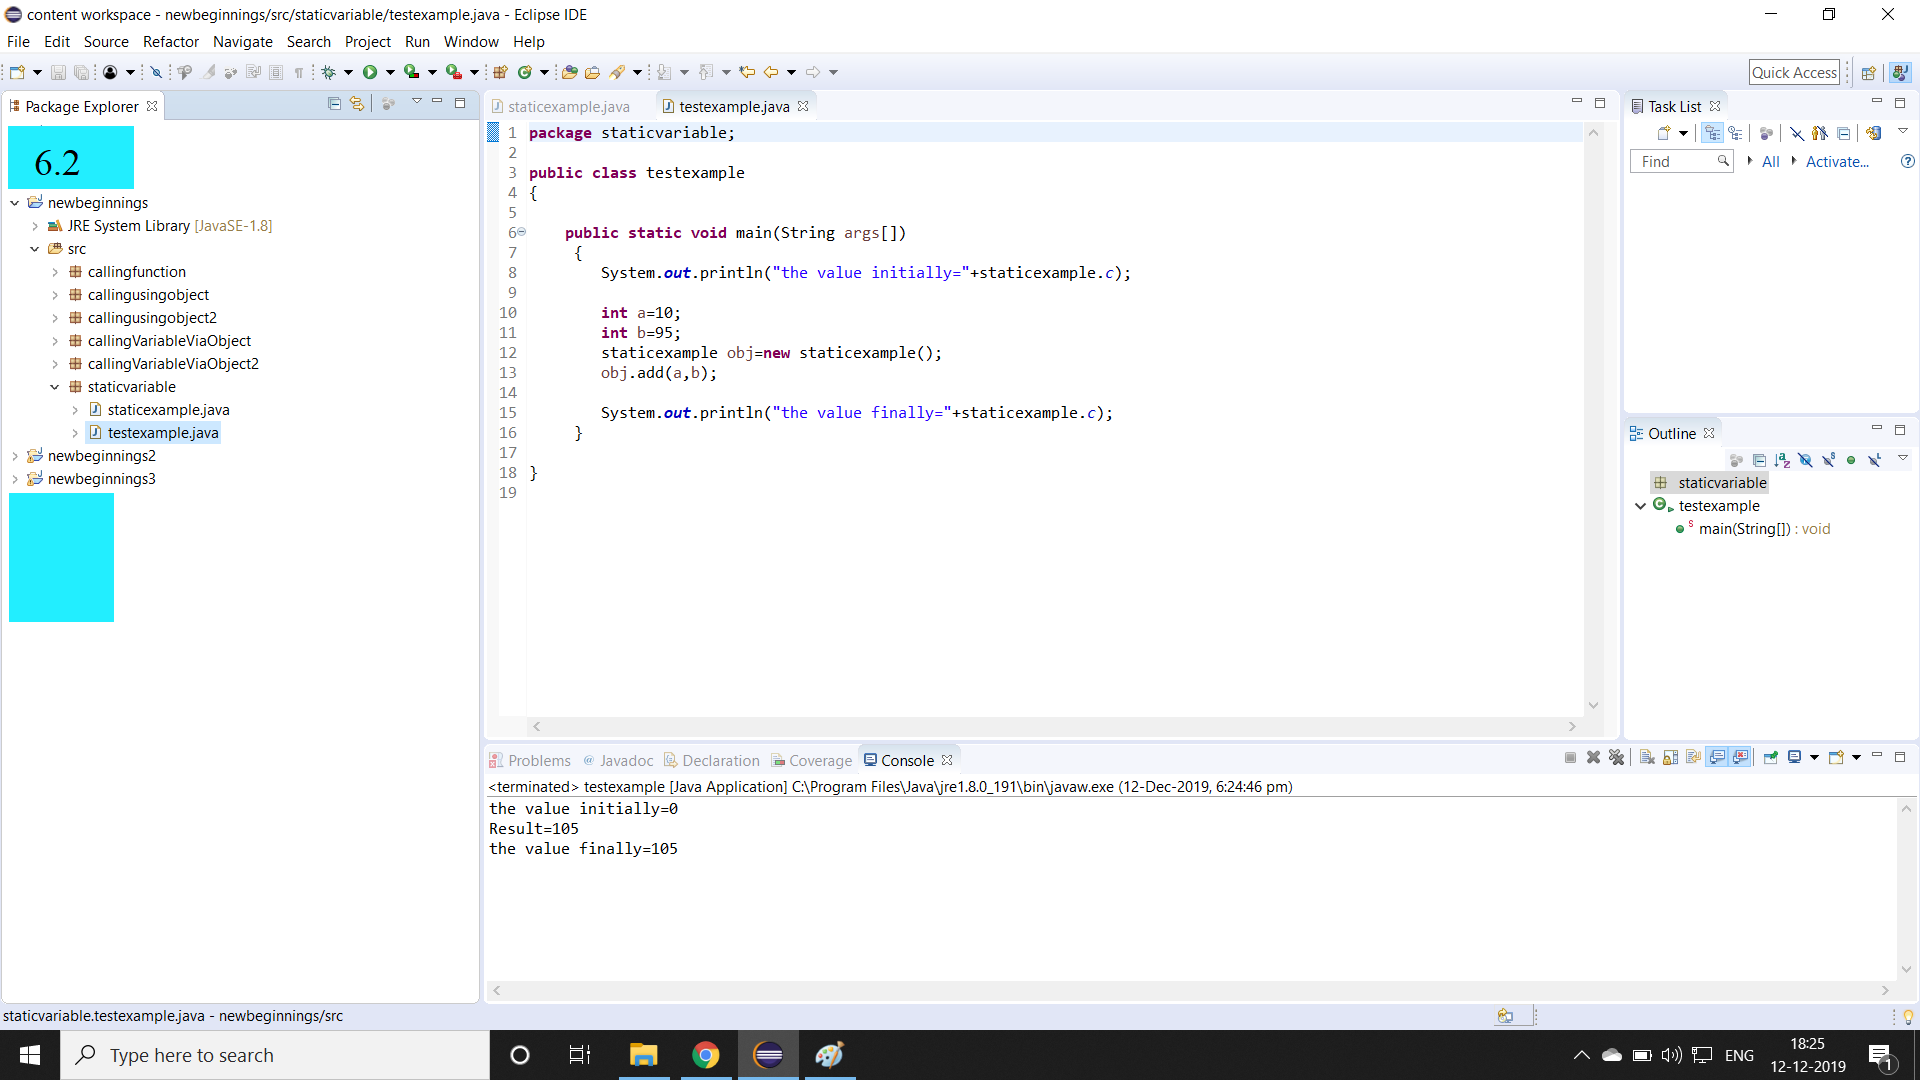 content workspace - newbeginnings/src/staticvariable/testexample.java - Eclipse IDE
File Edit Source Refactor Navigate Search Project Run Window Help
Quick Access
Package Explorer
6.2
newbeginnings
JRE System Library [JavaSE-1.8]
src
callingfunction
callingusingobject
callingusingobject2
callingVariableViaObject
callingVariableViaObject2
staticvariable
staticexample.java
testexample.java
newbeginnings2
newbeginnings3
staticexample.java testexample.java
1 package staticvariable;
2
3 public class testexample
4 {
5
6 public static void main(String args[])
7 {
8 System.out.println("the value initially="+staticexample.c);
9
10 int a=10;
11 int b=95;
12 staticexample obj=new staticexample();
13 obj.add(a,b);
14
15 System.out.println("the value finally="+staticexample.c);
16 }
17
18 }
19
Task List
Find All Activate...
Outline
staticvariable
testexample
main(String[]) : void
Problems Javadoc Declaration Coverage Console
<terminated> testexample [Java Application] C:\Program Files\Java\jre1.8.0_191\bin\javaw.exe (12-Dec-2019, 6:24:46 pm)
the value initially=0
Result=105
the value finally=105
staticvariable.testexample.java - newbeginnings/src
Type here to search
ENG
18:25
12-12-2019
1